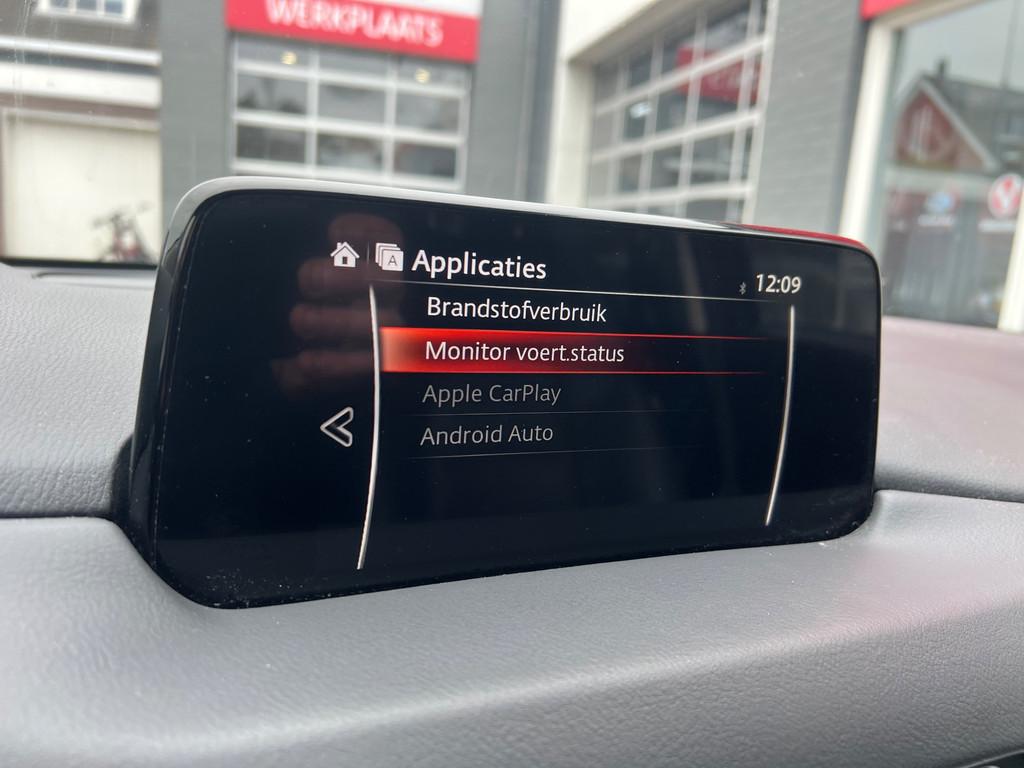 WERKPLAATS
A
Applicaties
12:09
Brandstofverbruik
Monitor voert.status
Apple CarPlay
Android Auto